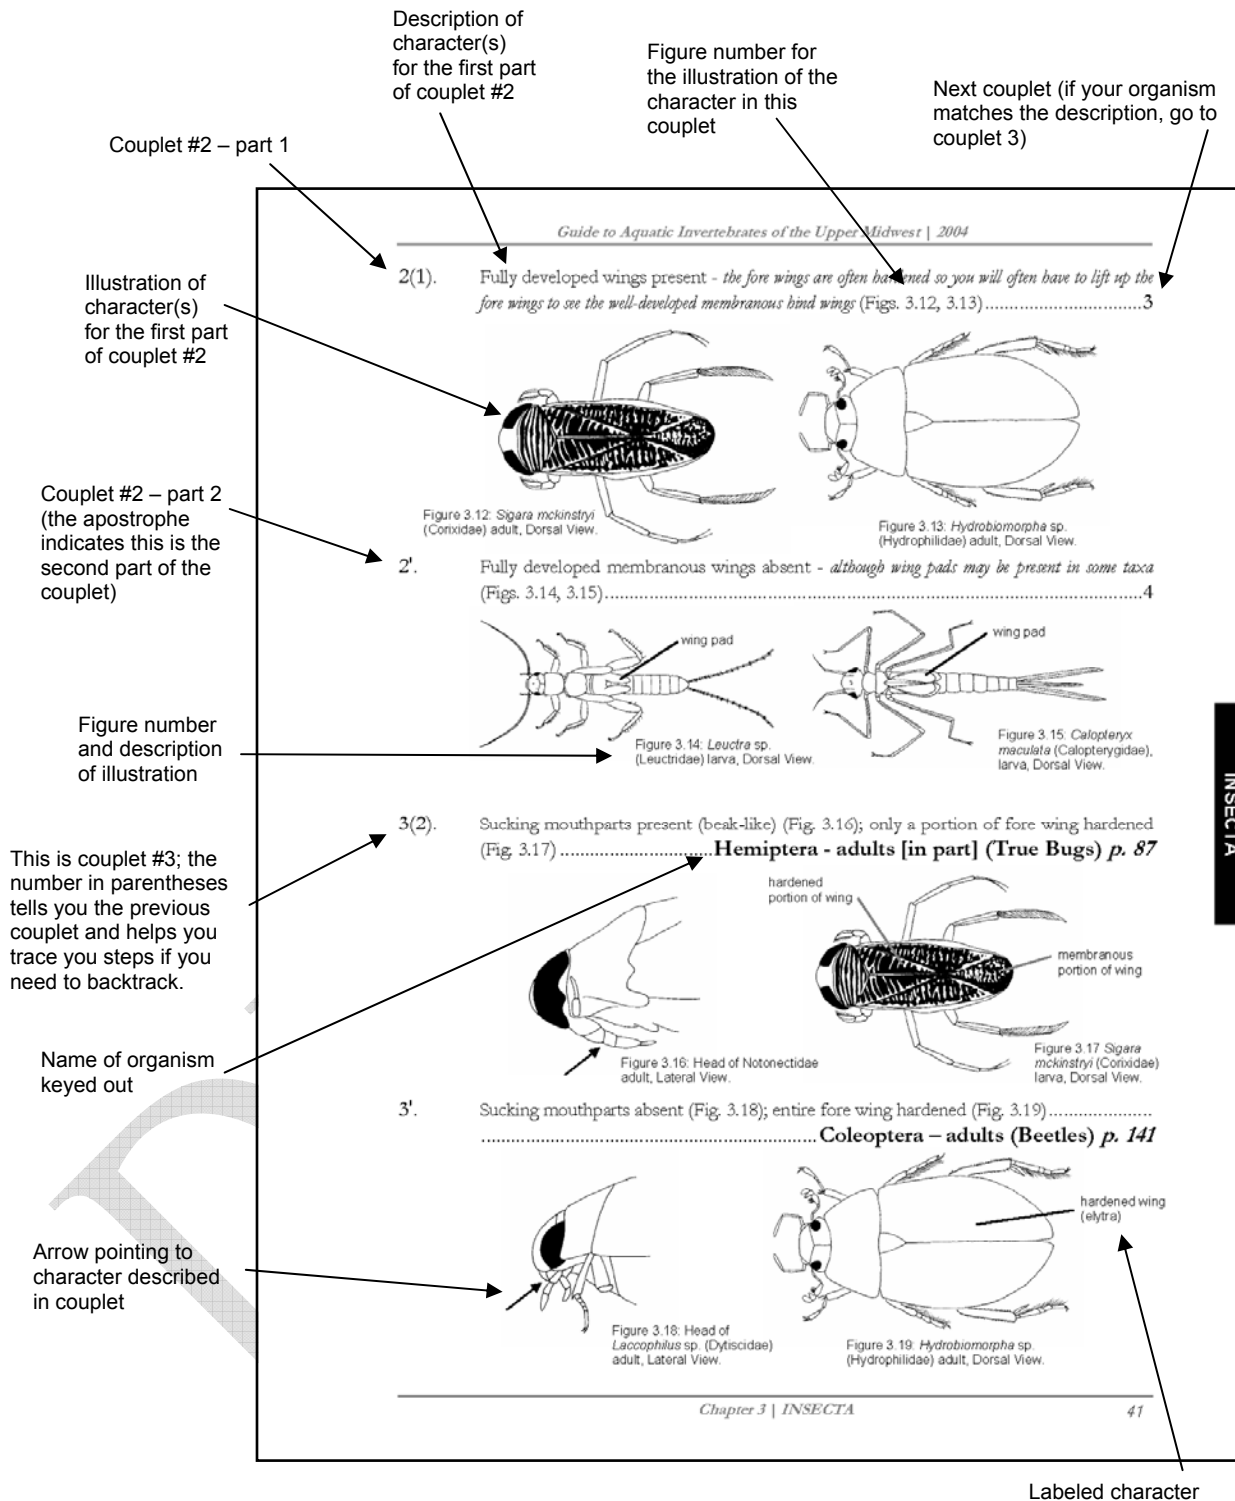 Description of
character(s)
for the first part
of couplet #2
Figure number for
the illustration of the
character in this
couplet
Next couplet (if your organism
matches the description, go to
couplet 3)
Couplet #2 – part 1
Guide to Aquatic Invertebrates of the Upper Midwest | 2004
2(1). Fully developed wings present - the fore wings are often hardened so you will often have to lift up the
fore wings to see the well-developed membranous hind wings (Figs. 3.12, 3.13)................................3
Illustration of
character(s)
for the first part
of couplet #2
Figure 3.12: Sigara mckinstryi
(Corixidae) adult, Dorsal View.
Figure 3.13: Hydrobiomorpha sp.
(Hydrophilidae) adult, Dorsal View.
Couplet #2 – part 2
(the apostrophe
indicates this is the
second part of the
couplet)
2'. Fully developed membranous wings absent - although wing pads may be present in some taxa
(Figs. 3.14, 3.15)..............................................................................................................4
wing pad
wing pad
Figure 3.14: Leuctra sp.
(Leuctridae) larva, Dorsal View.
Figure 3.15: Calopteryx
maculata (Calopterygidae),
larva, Dorsal View.
Figure number
and description
of illustration
INSECTA
3(2). Sucking mouthparts present (beak-like) (Fig. 3.16); only a portion of fore wing hardened
(Fig. 3.17) ...............................Hemiptera - adults [in part] (True Bugs) p. 87
This is couplet #3; the
number in parentheses
tells you the previous
couplet and helps you
trace you steps if you
need to backtrack.
hardened
portion of wing
membranous
portion of wing
Figure 3.16: Head of Notonectidae
adult, Lateral View.
Figure 3.17 Sigara
mckinstryi (Corixidae)
larva, Dorsal View.
Name of organism
keyed out
3'. Sucking mouthparts absent (Fig. 3.18); entire fore wing hardened (Fig. 3.19).....................
....................................................................Coleoptera – adults (Beetles) p. 141
hardened wing
(elytra)
Arrow pointing to
character described
in couplet
Figure 3.18: Head of
Laccophilus sp. (Dytiscidae)
adult, Lateral View.
Figure 3.19: Hydrobiomorpha sp.
(Hydrophilidae) adult, Dorsal View.
Chapter 3 | INSECTA 41
Labeled character